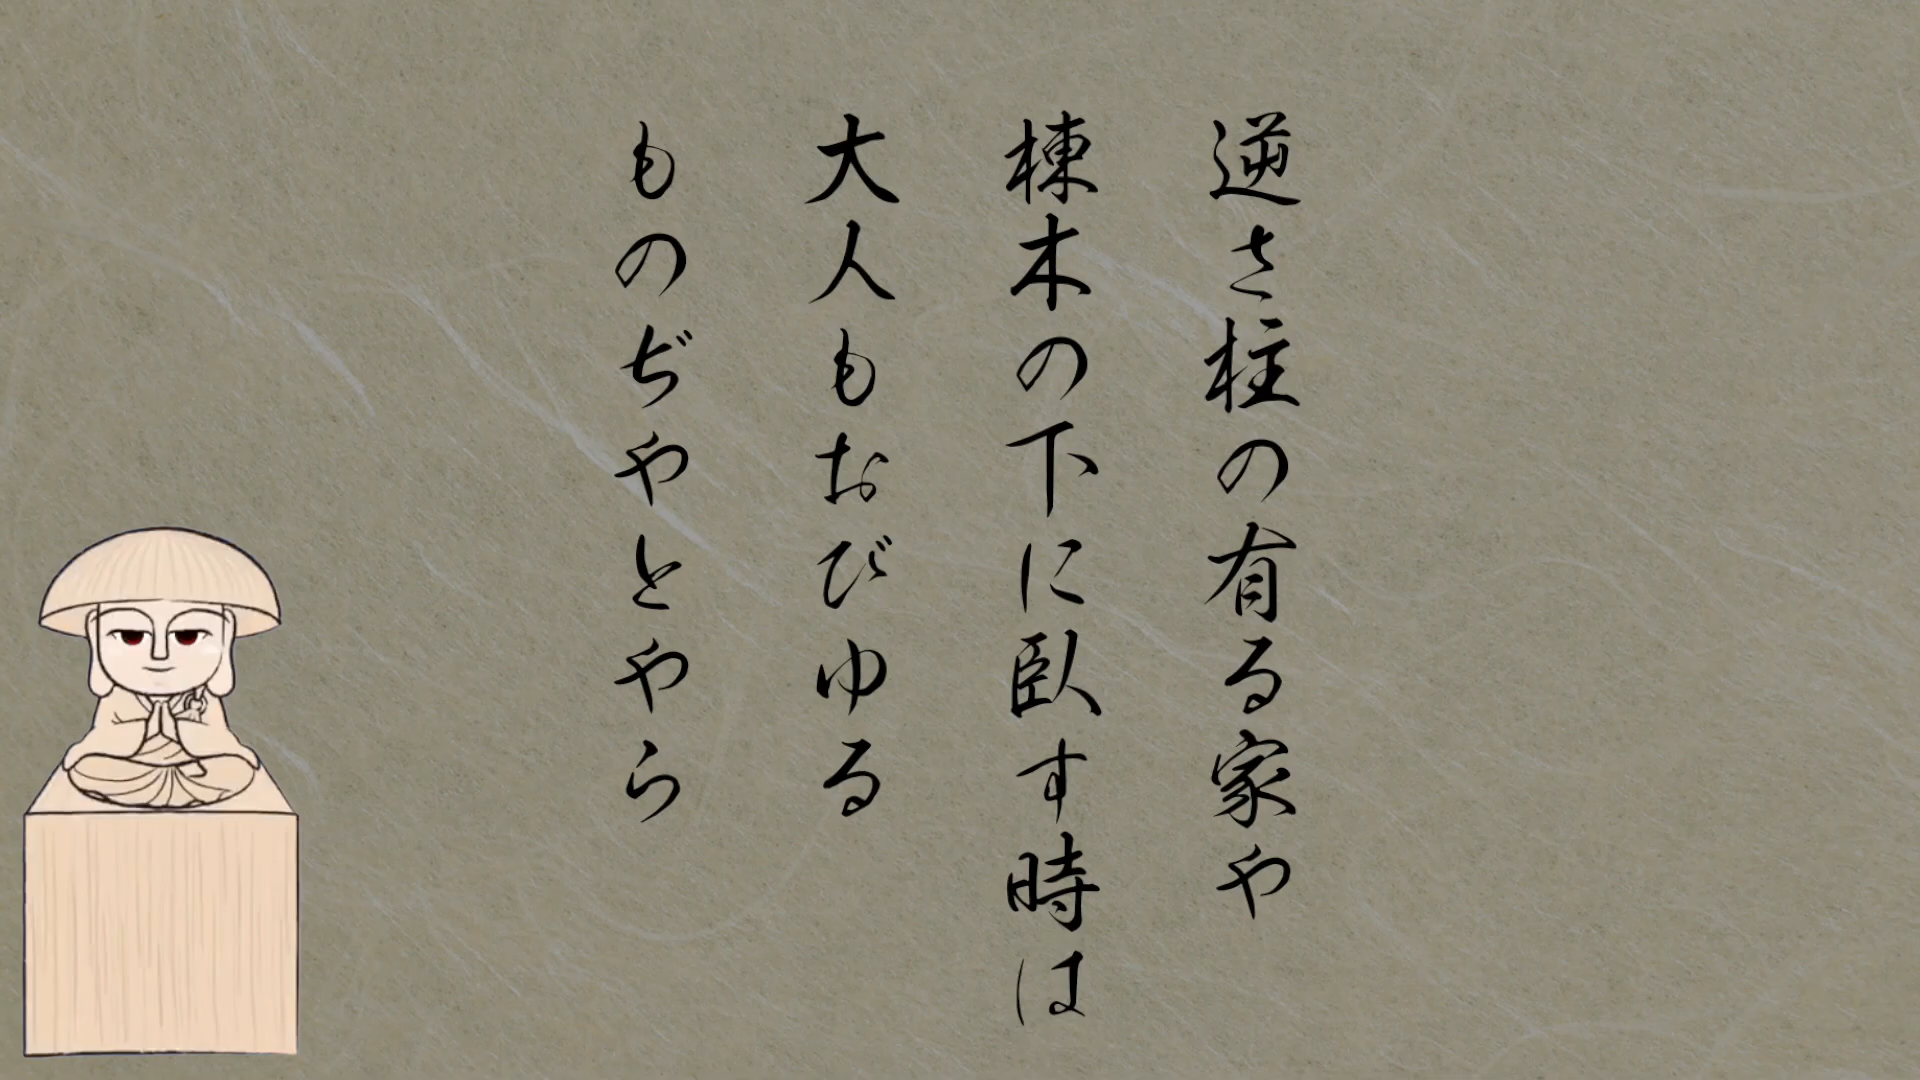 逆さ柱の有る家や
棟木の下に臥す時は
大人もおびゆる
ものぢやとやら